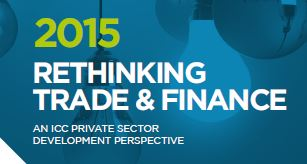 2015
RETHINKING
TRADE & FINANCE
AN ICC PRIVATE SECTOR
DEVELOPMENT PERSPECTIVE